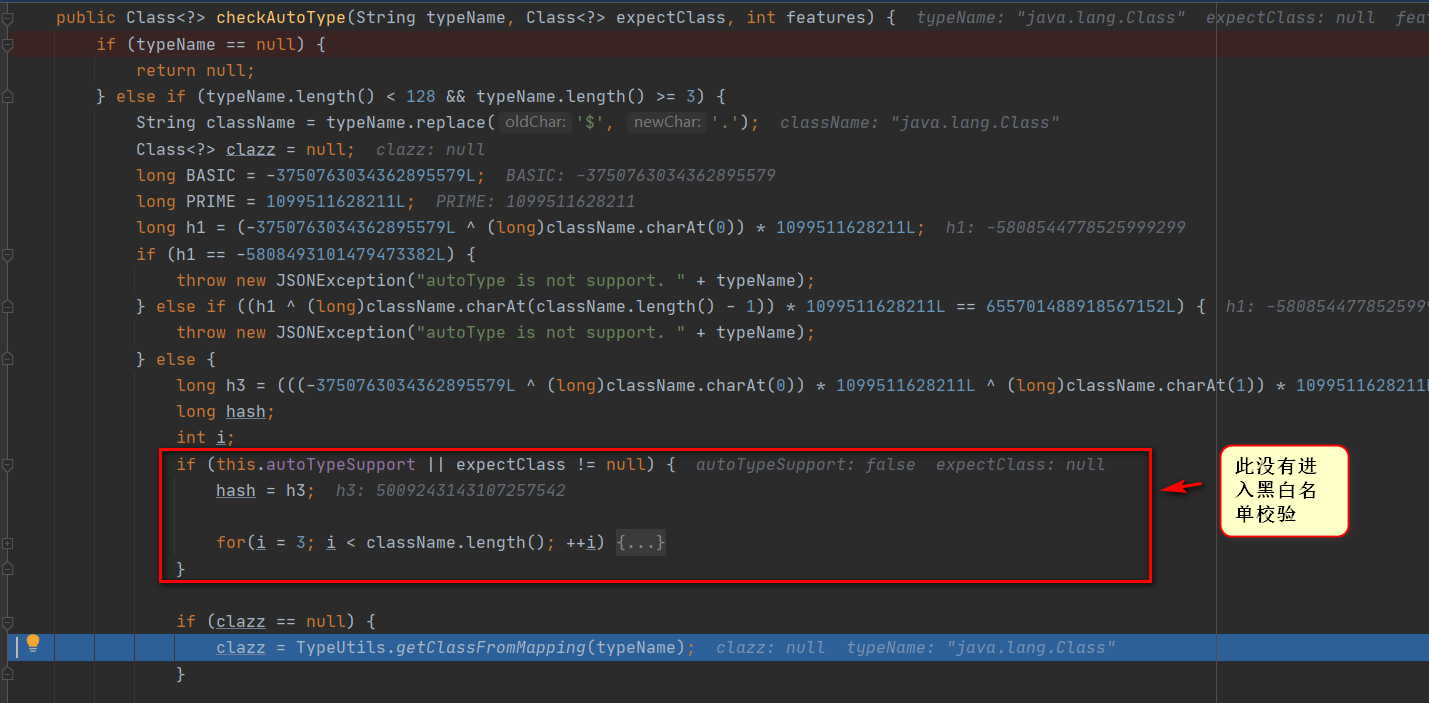 public Class<?> checkAutoType(String typeName, Class<?> expectClass, int features) {  typeName: "java.lang.Class"  expectClass: null  feat
if (typeName == null) {
return null;
} else if (typeName.length() < 128 && typeName.length() >= 3) {
String className = typeName.replace( oldChar: '$', newChar: '.');  className: "java.lang.Class"
Class<?> clazz = null;  clazz: null
long BASIC = -3750763034362895579L;  BASIC: -3750763034362895579
long PRIME = 1099511628211L;  PRIME: 1099511628211
long h1 = (-3750763034362895579L ^ (long)className.charAt(0)) * 1099511628211L;  h1: -5808544778525999299
if (h1 == -5808493101479473382L) {
throw new JSONException("autoType is not support. " + typeName);
} else if ((h1 ^ (long)className.charAt(className.length() - 1)) * 1099511628211L == 655701488918567152L) {  h1: -5808544778525999
throw new JSONException("autoType is not support. " + typeName);
} else {
long h3 = (((-3750763034362895579L ^ (long)className.charAt(0)) * 1099511628211L ^ (long)className.charAt(1)) * 1099511628211L
long hash;
int i;
if (this.autoTypeSupport || expectClass != null) {  autoTypeSupport: false  expectClass: null
hash = h3;  h3: 5009243143107257542
for(i = 3; i < className.length(); ++i) {...}
}
此没有进
入黑白名
单校验
if (clazz == null) {
clazz = TypeUtils.getClassFromMapping(typeName);  clazz: null  typeName: "java.lang.Class"
}